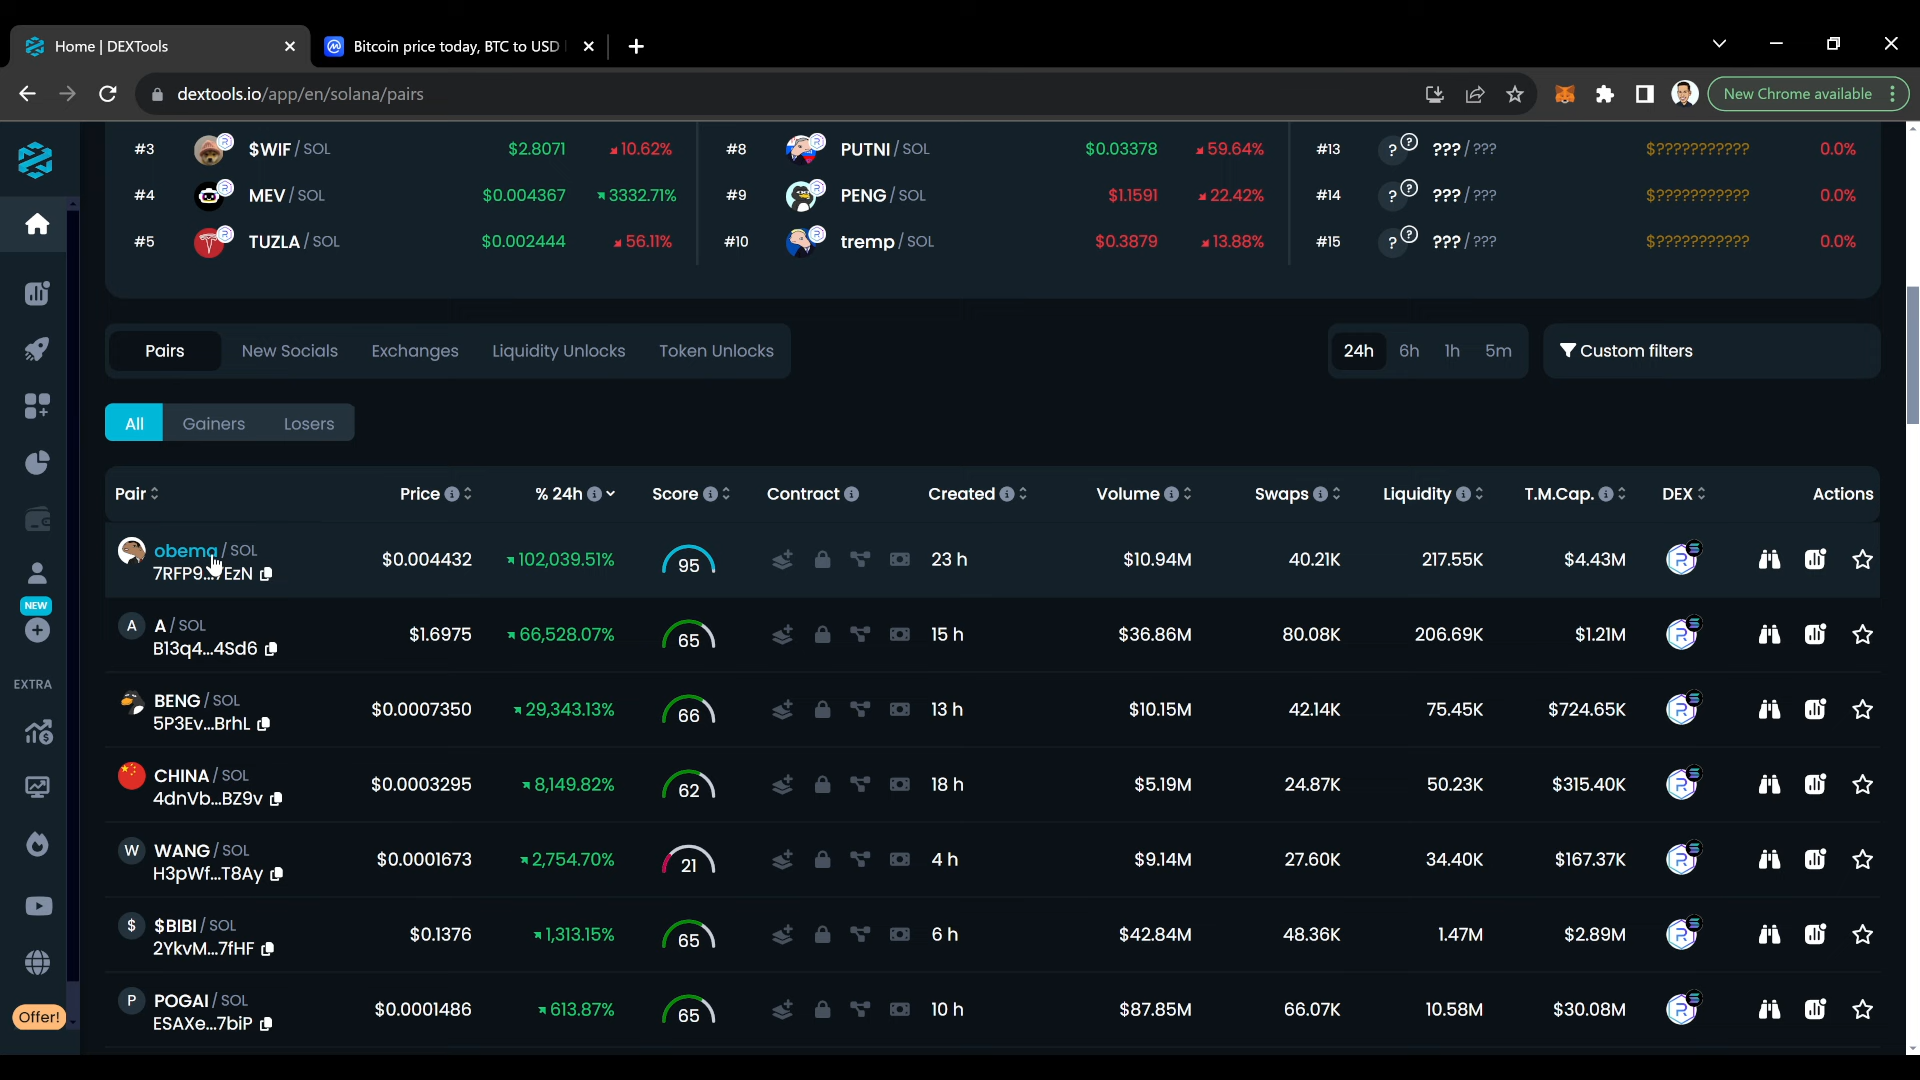 Home | DEXTools
Bitcoin price today, BTC to USD
dextools.io/app/en/solana/pairs
New Chrome available
#3 $WIF / SOL $2.8071 10.62% #8 PUTNI / SOL $0.03378 59.64% #13 ??? / ??? $??????????? 0.0%
#4 MEV / SOL $0.004367 3332.71% #9 PENG / SOL $1.1591 22.42% #14 ??? / ??? $??????????? 0.0%
#5 TUZLA / SOL $0.002444 56.11% #10 tremp / SOL $0.3879 13.88% #15 ??? / ??? $??????????? 0.0%
Pairs New Socials Exchanges Liquidity Unlocks Token Unlocks 24h 6h 1h 5m Custom filters
All Gainers Losers
Pair Price % 24h Score Contract Created Volume Swaps Liquidity T.M.Cap. DEX Actions
obema / SOL $0.004432 102,039.51% 95 23 h $10.94M 40.21K 217.55K $4.43M
7RFP9...7EzN
NEW
A A / SOL $1.6975 66,528.07% 65 15 h $36.86M 80.08K 206.69K $1.21M
B13q4...4Sd6
EXTRA
BENG / SOL $0.0007350 29,343.13% 66 13 h $10.15M 42.14K 75.45K $724.65K
5P3Ev...BrhL
CHINA / SOL $0.0003295 8,149.82% 62 18 h $5.19M 24.87K 50.23K $315.40K
4dnVb...BZ9v
W WANG / SOL $0.0001673 2,754.70% 21 4 h $9.14M 27.60K 34.40K $167.37K
H3pWf...T8Ay
$ $BIBI / SOL $0.1376 1,313.15% 65 6 h $42.84M 48.36K 1.47M $2.89M
2YkvM...7fHF
P POGAI / SOL $0.0001486 613.87% 65 10 h $87.85M 66.07K 10.58M $30.08M
ESAXe...7biP
Offer!